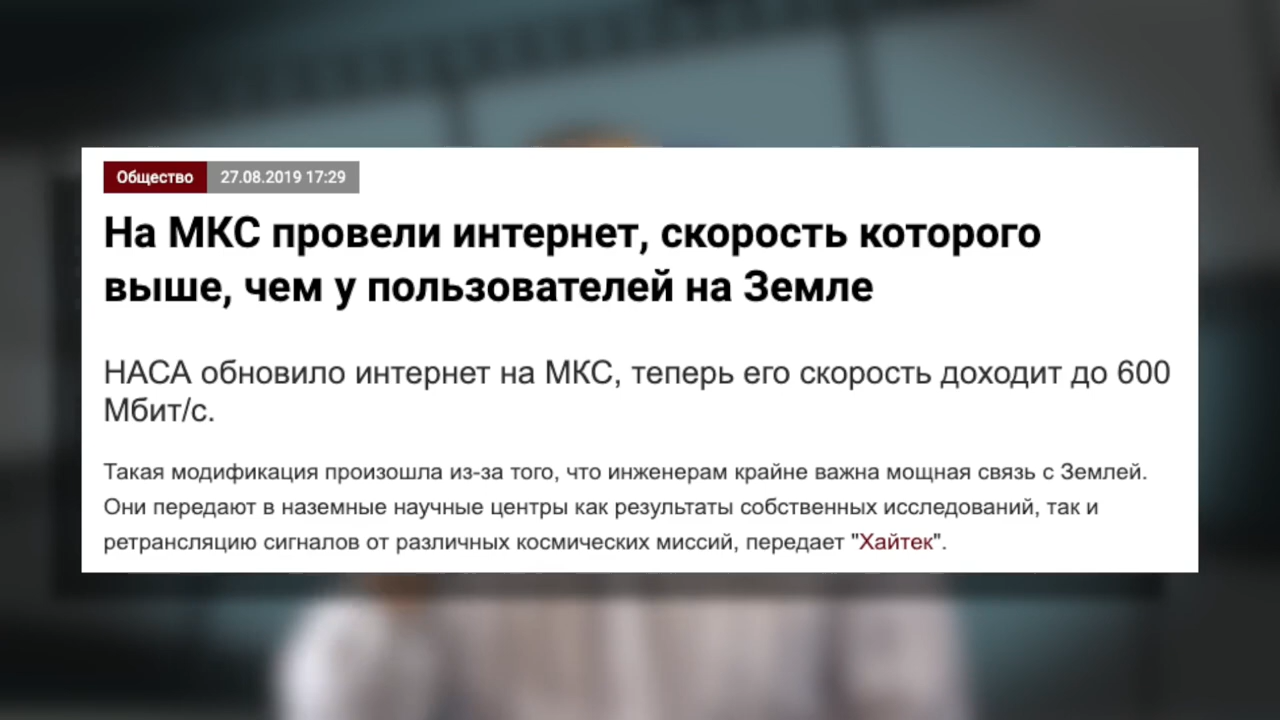 Общество 27.08.2019 17:29
На МКС провели интернет, скорость которого
выше, чем у пользователей на Земле
НАСА обновило интернет на МКС, теперь его скорость доходит до 600
Мбит/с.
Такая модификация произошла из-за того, что инженерам крайне важна мощная связь с Землей.
Они передают в наземные научные центры как результаты собственных исследований, так и
ретрансляцию сигналов от различных космических миссий, передает "Хайтек".